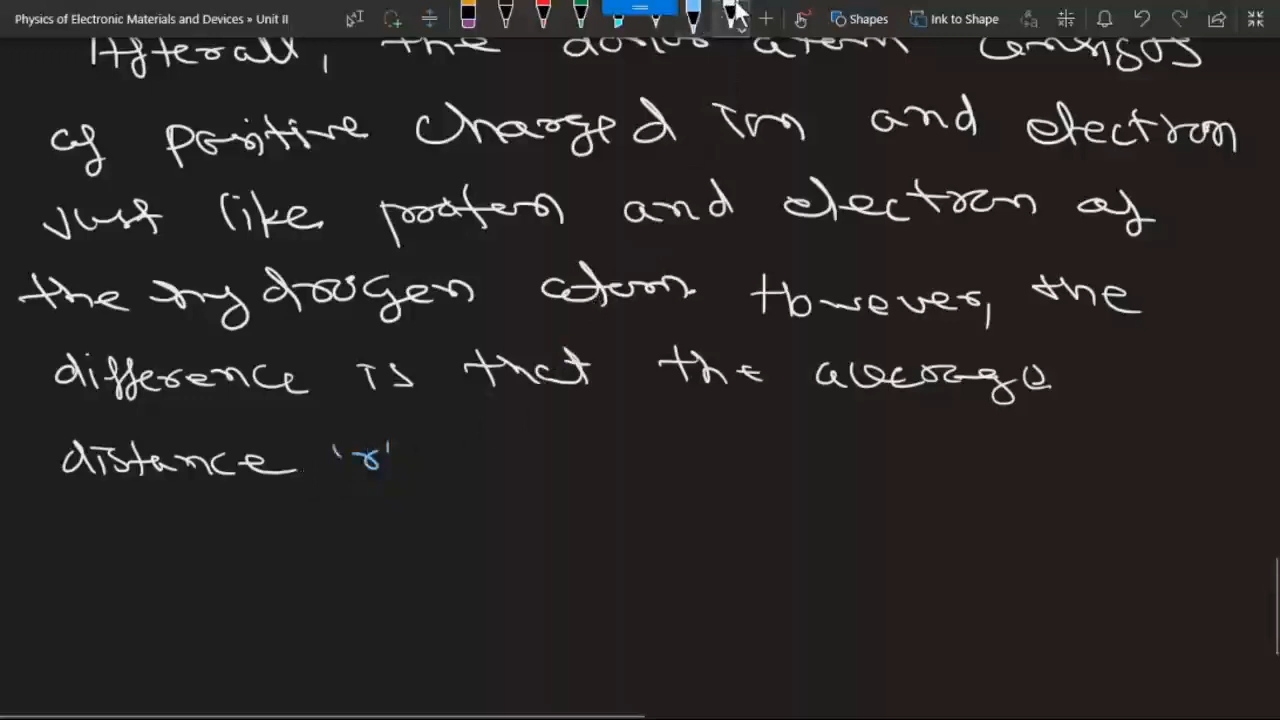 Physics of Electronic Materials and Devices » Unit II
Shapes
Ink to Shape
Afterall, the donor atom
of positive charged Ion and electron
Just like proton and electron of
the hydrogen atom. However, the
difference is that the average
distance 'r'